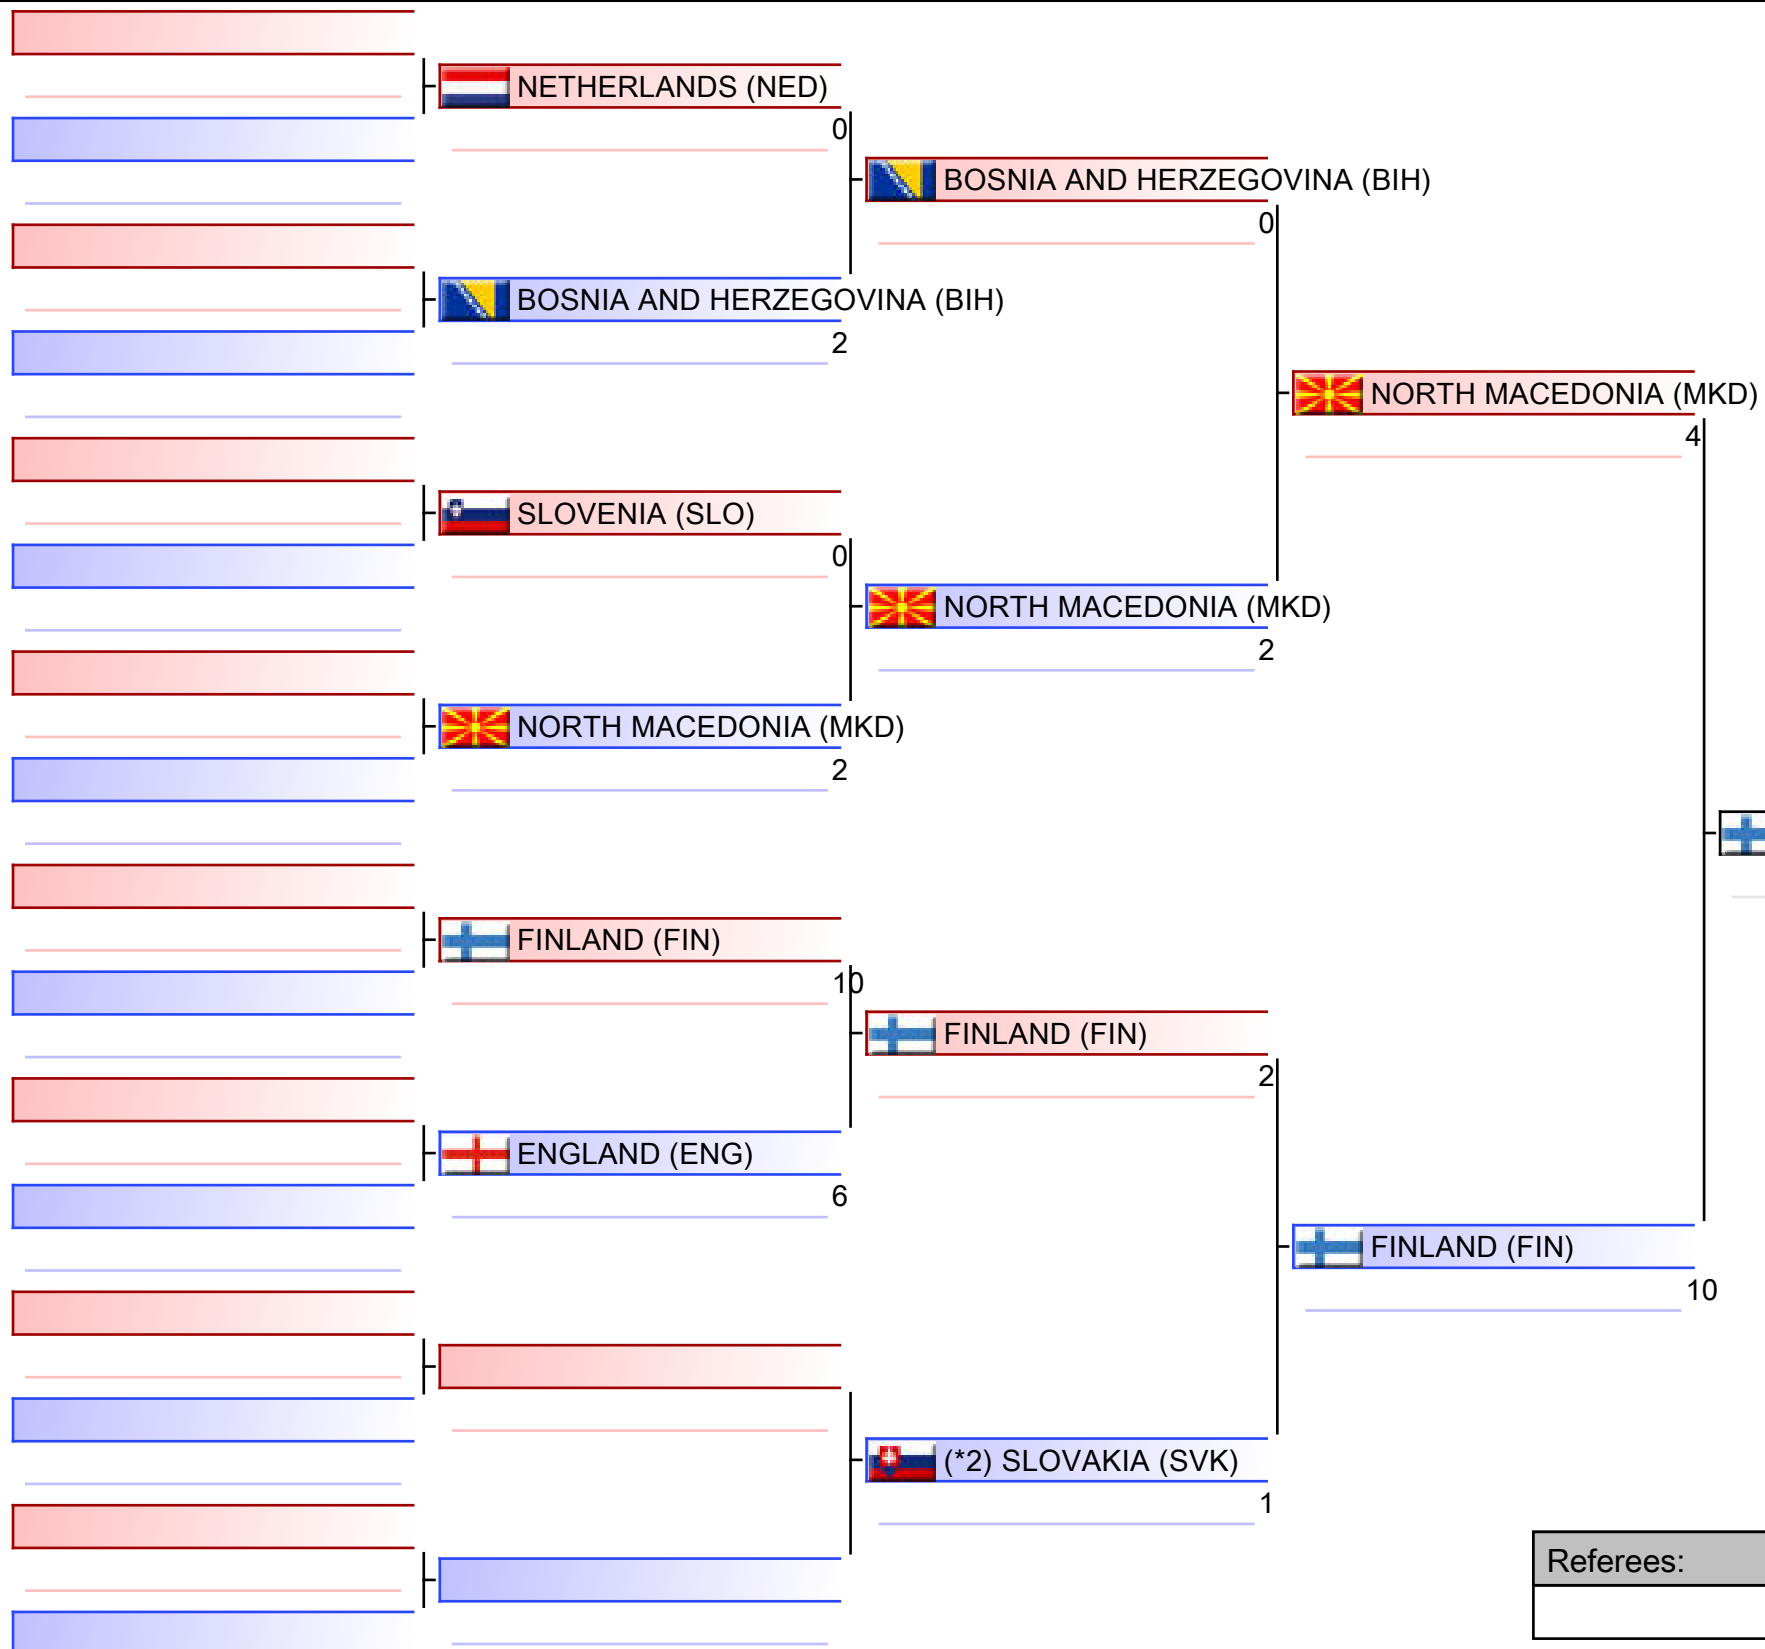 NETHERLANDS (NED)
0
BOSNIA AND HERZEGOVINA (BIH)
0
BOSNIA AND HERZEGOVINA (BIH)
2
NORTH MACEDONIA (MKD)
4
SLOVENIA (SLO)
0
NORTH MACEDONIA (MKD)
2
NORTH MACEDONIA (MKD)
2
FINLAND (FIN)
10
FINLAND (FIN)
2
ENGLAND (ENG)
6
FINLAND (FIN)
10
(*2) SLOVAKIA (SVK)
1
Referees: